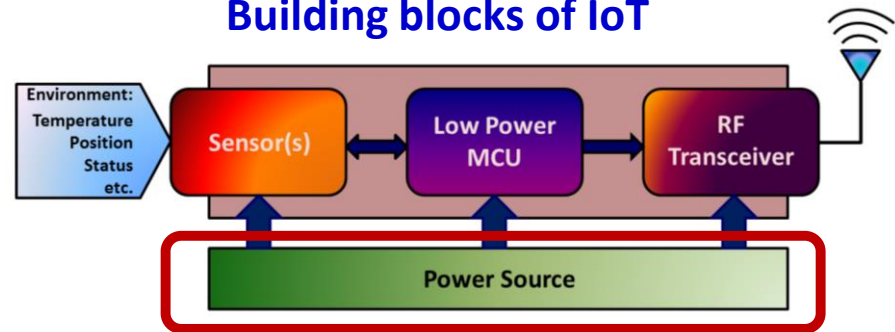 Building blocks of IoT
Environment:
Temperature
Position
Status
etc.
Sensor(s)
Low Power
MCU
RF
Transceiver
Power Source